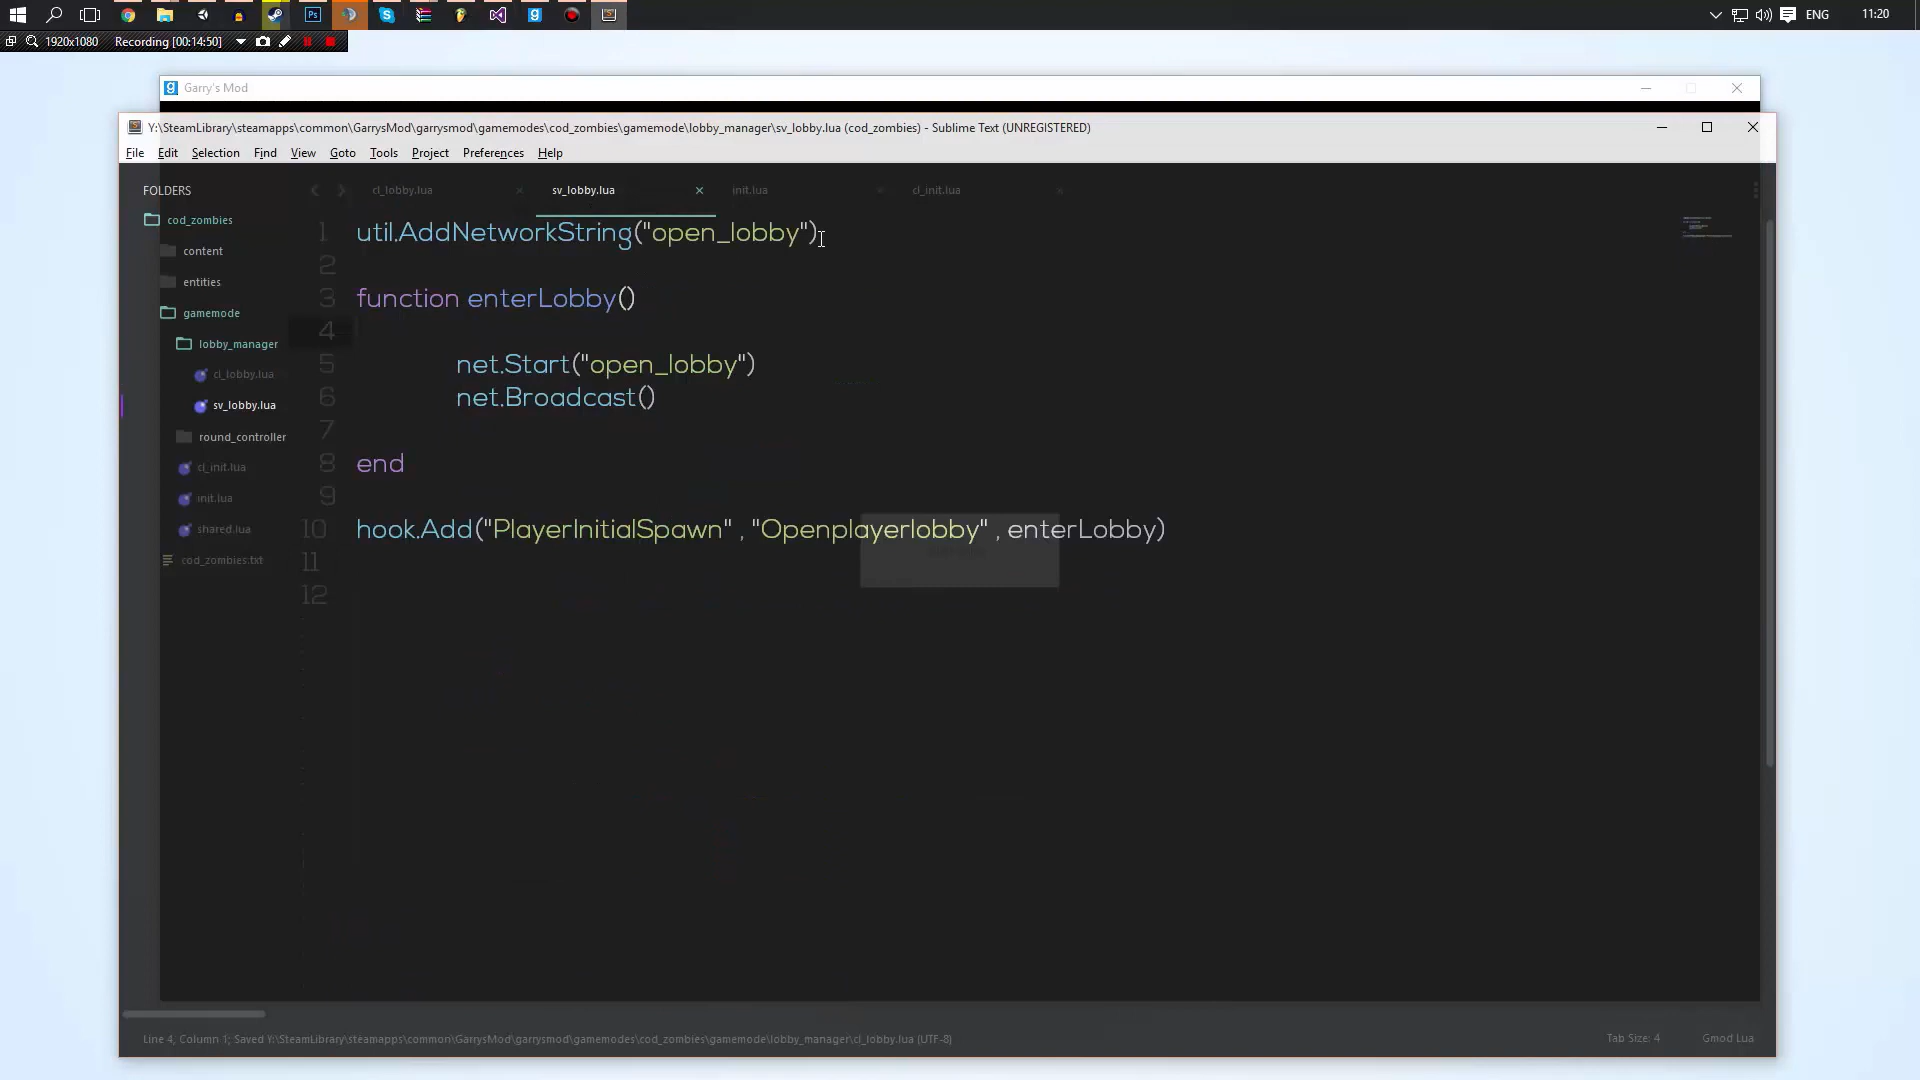 ENG
11:20
1920x1080
Recording [00:14:50]
Garry's Mod
Y:\SteamLibrary\steamapps\common\GarrysMod\garrysmod\gamemodes\cod_zombies\gamemode\lobby_manager\sv_lobby.lua (cod_zombies) - Sublime Text (UNREGISTERED)
File Edit Selection Find View Goto Tools Project Preferences Help
FOLDERS
cod_zombies
content
entities
gamemode
lobby_manager
cl_lobby.lua
sv_lobby.lua
round_controller
cl_init.lua
init.lua
shared.lua
cod_zombies.txt
cl_lobby.lua × sv_lobby.lua × init.lua × cl_init.lua ×
1 util.AddNetworkString("open_lobby")
2
3 function enterLobby()
4
5 net.Start("open_lobby")
6 net.Broadcast()
7
8 end
9
10 hook.Add("PlayerInitialSpawn" , "Openplayerlobby" , enterLobby)
11
12
Line 4, Column 1; Saved Y:\SteamLibrary\steamapps\common\GarrysMod\garrysmod\gamemodes\cod_zombies\gamemode\lobby_manager\cl_lobby.lua (UTF-8)
Tab Size: 4
Gmod Lua